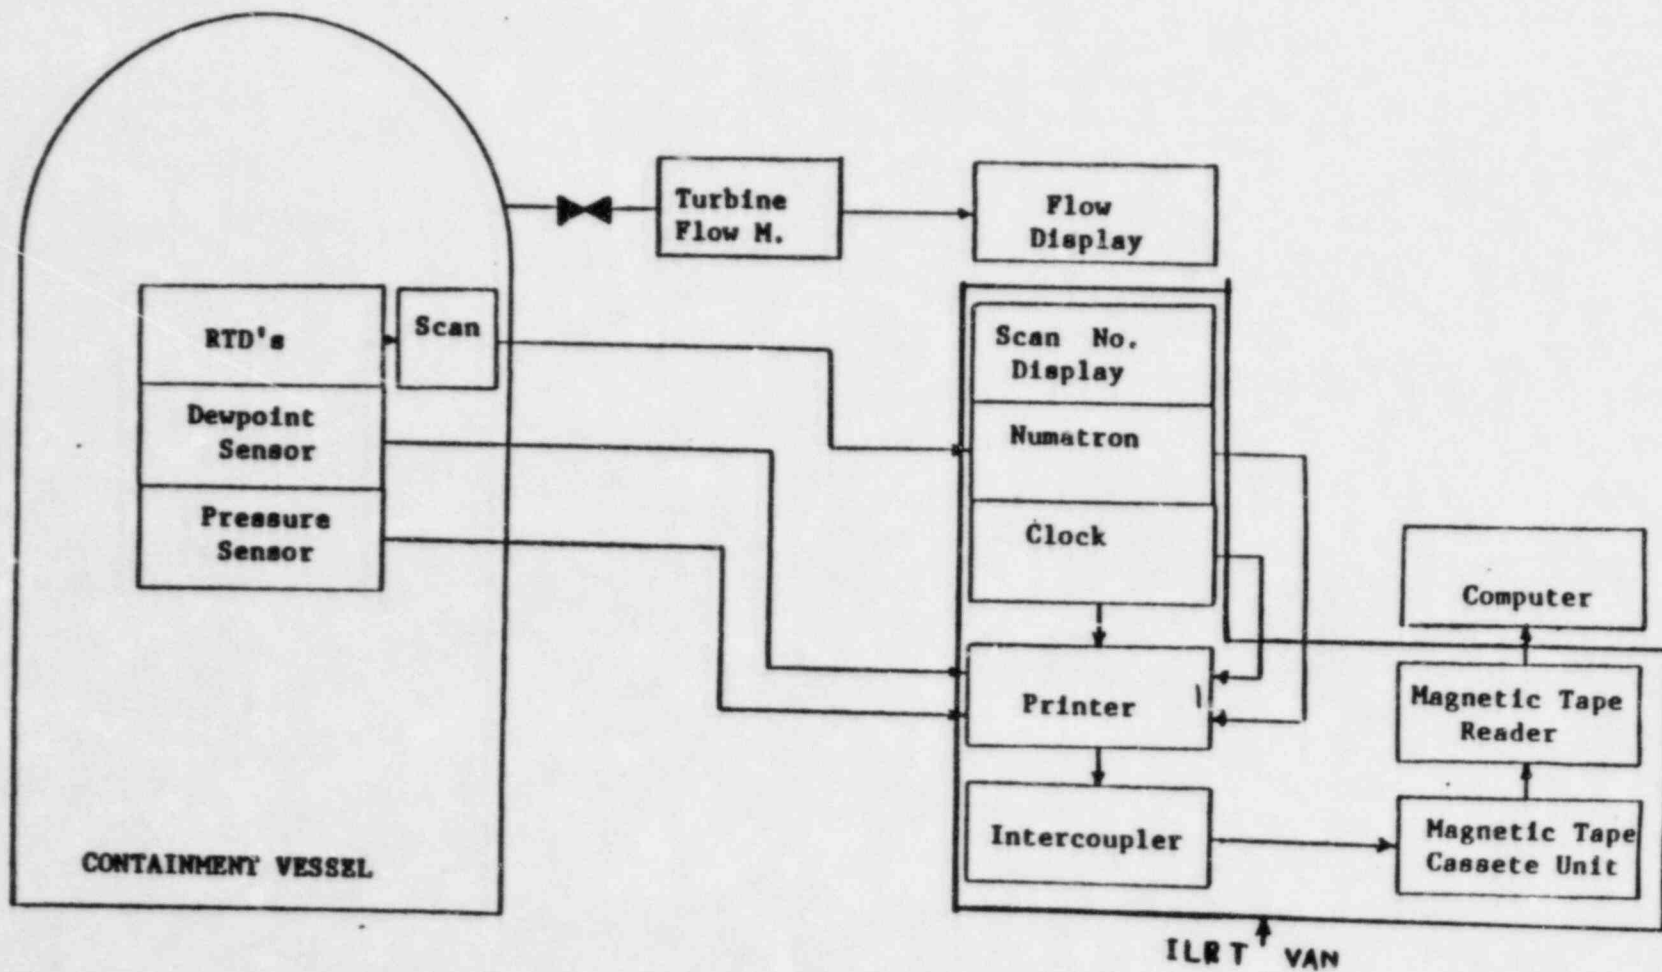 Turbine
Flow M.
Flow
Display
RTD's
Scan
Dewpoint
Sensor
Pressure
Sensor
CONTAINMENT VESSEL
Scan No.
Display
Numatron
Clock
Printer
Intercoupler
Computer
Magnetic Tape
Reader
Magnetic Tape
Cassete Unit
ILRT VAN